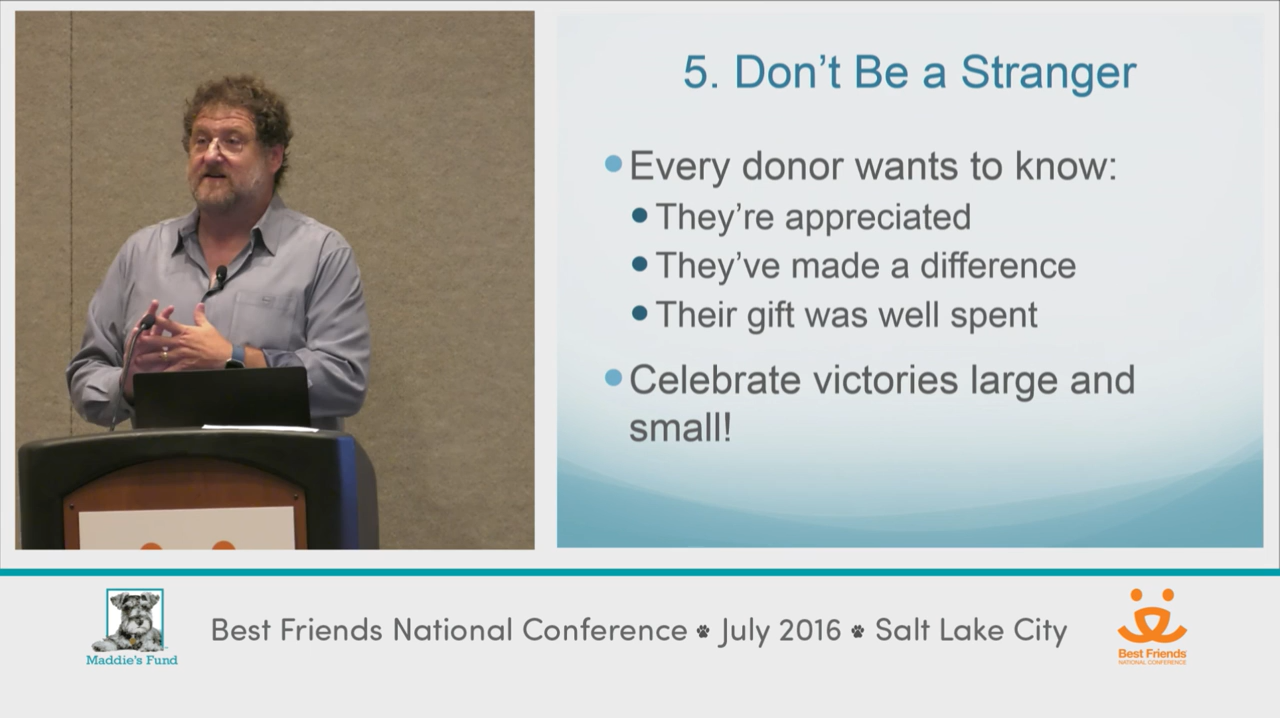 5. Don't Be a Stranger
Every donor wants to know:
They're appreciated
They've made a difference
Their gift was well spent
Celebrate victories large and
small!
Maddie's Fund
Best Friends National Conference July 2016 Salt Lake City
Best Friends
NATIONAL CONFERENCE